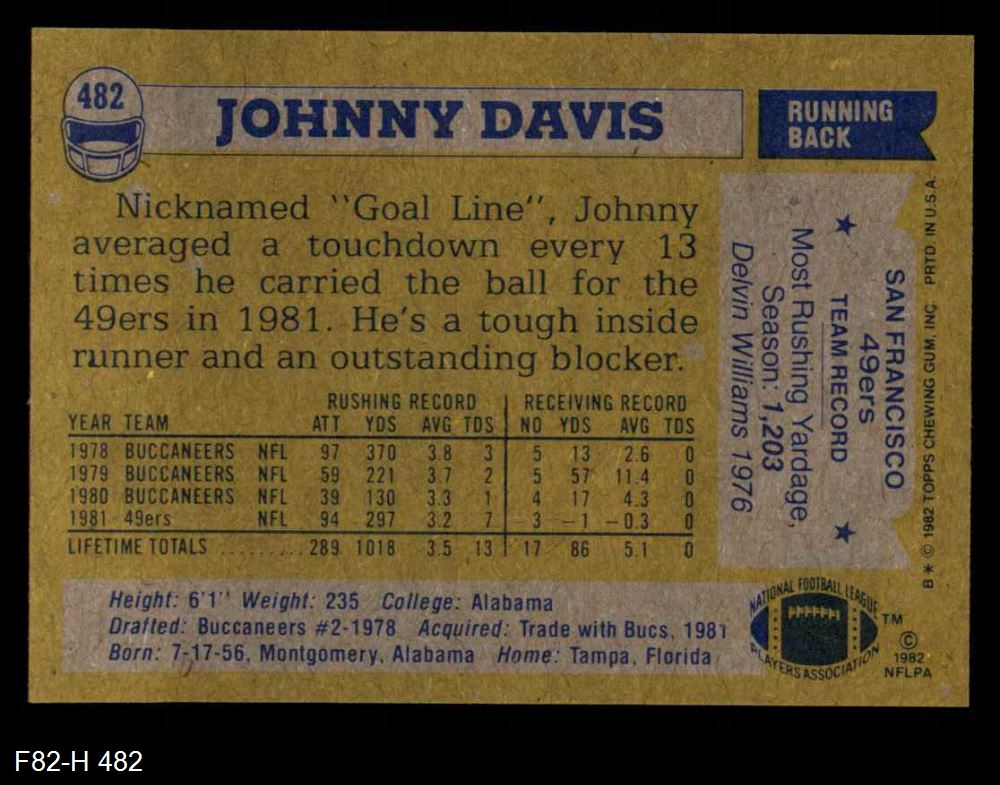 482
JOHNNY DAVIS
RUNNING
BACK
Nicknamed "Goal Line", Johnny
averaged a touchdown every 13
times he carried the ball for the
49ers in 1981. He's a tough inside
runner and an outstanding blocker.
RUSHING RECORD RECEIVING RECORD
YEAR TEAM ATT YDS AVG TDS NO YDS AVG TDS
1978 BUCCANEERS NFL 97 370 3.8 3 5 13 2.6 0
1979 BUCCANEERS NFL 59 221 3.7 2 5 57 11.4 0
1980 BUCCANEERS NFL 39 130 3.3 1 4 17 4.3 0
1981 49ers NFL 94 297 3.2 7 3 -1 -0.3 0
LIFETIME TOTALS ......... 289 1018 3.5 13 17 86 5.1 0
Height: 6'1" Weight: 235 College: Alabama
Drafted: Buccaneers #2-1978 Acquired: Trade with Bucs, 1981
Born: 7-17-56, Montgomery, Alabama Home: Tampa, Florida
SAN FRANCISCO
49ers
★ TEAM RECORD ★
Most Rushing Yardage,
Season: 1,203
Delvin Williams 1976
B✱© 1982 TOPPS CHEWING GUM, INC. PRTD. IN U.S.A.
NATIONAL FOOTBALL LEAGUE
PLAYERS ASSOCIATION
TM
©
1982
NFLPA
F82-H 482